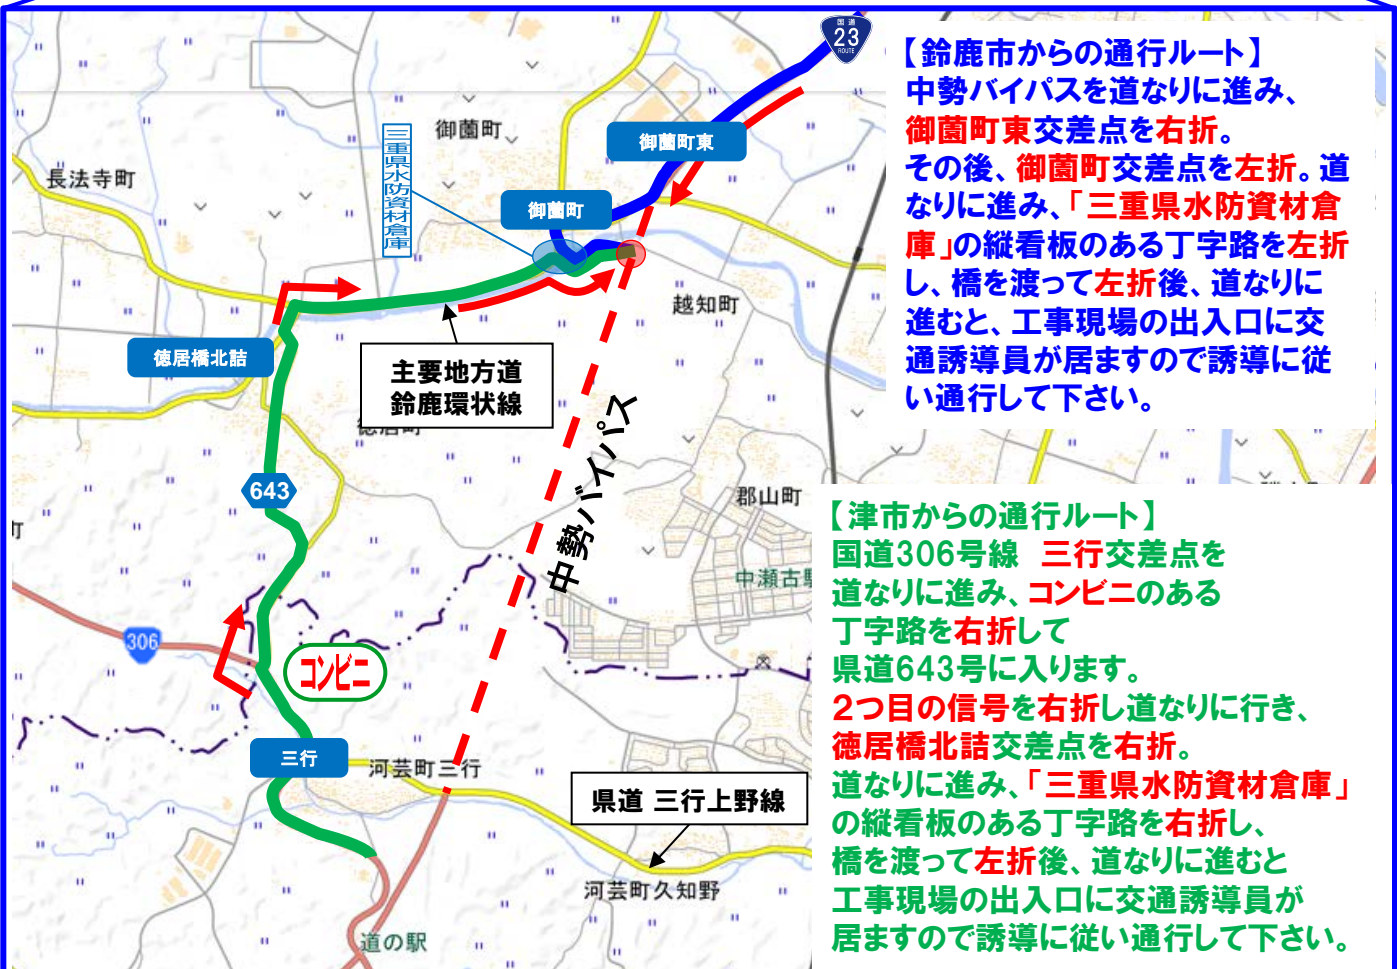 国道
23
ROUTE
【鈴鹿市からの通行ルート】
中勢バイパスを道なりに進み、
御薗町東交差点を右折。
その後、御薗町交差点を左折。道
なりに進み、「三重県水防資材倉
庫」の縦看板のある丁字路を左折
し、橋を渡って左折後、道なりに
進むと、工事現場の出入口に交
通誘導員が居ますので誘導に従
い通行して下さい。
御薗町
御薗町東
三重県水防資材倉庫
長法寺町
御薗町
越知町
徳居橋北詰
主要地方道
鈴鹿環状線
徳居町
中勢バイパス
643
郡山町
中瀬古駅
【津市からの通行ルート】
国道306号線 三行交差点を
道なりに進み、コンビニのある
丁字路を右折して
県道643号に入ります。
2つ目の信号を右折し道なりに行き、
徳居橋北詰交差点を右折。
道なりに進み、「三重県水防資材倉庫」
の縦看板のある丁字路を右折し、
橋を渡って左折後、道なりに進むと
工事現場の出入口に交通誘導員が
居ますので誘導に従い通行して下さい。
町
306
コンビニ
三行
河芸町三行
県道 三行上野線
河芸町久知野
道の駅